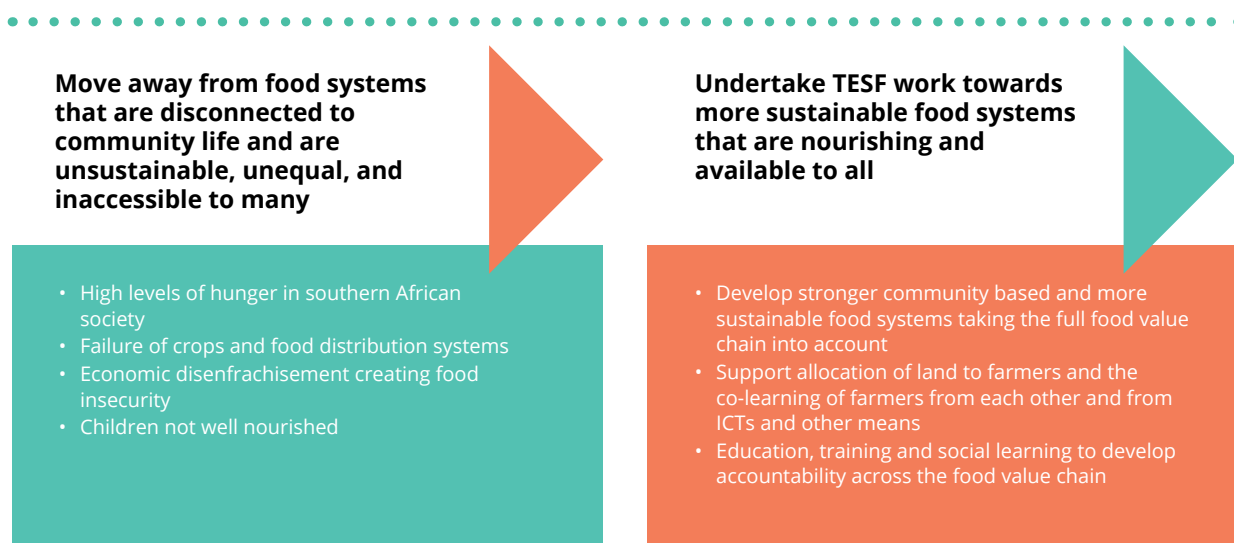 Move away from food systems
that are disconnected to
community life and are
unsustainable, unequal, and
inaccessible to many
• High levels of hunger in southern African
society
• Failure of crops and food distribution systems
• Economic disenfrachisement creating food
insecurity
• Children not well nourished
Undertake TESF work towards
more sustainable food systems
that are nourishing and
available to all
• Develop stronger community based and more
sustainable food systems taking the full food value
chain into account
• Support allocation of land to farmers and the
co-learning of farmers from each other and from
ICTs and other means
• Education, training and social learning to develop
accountability across the food value chain